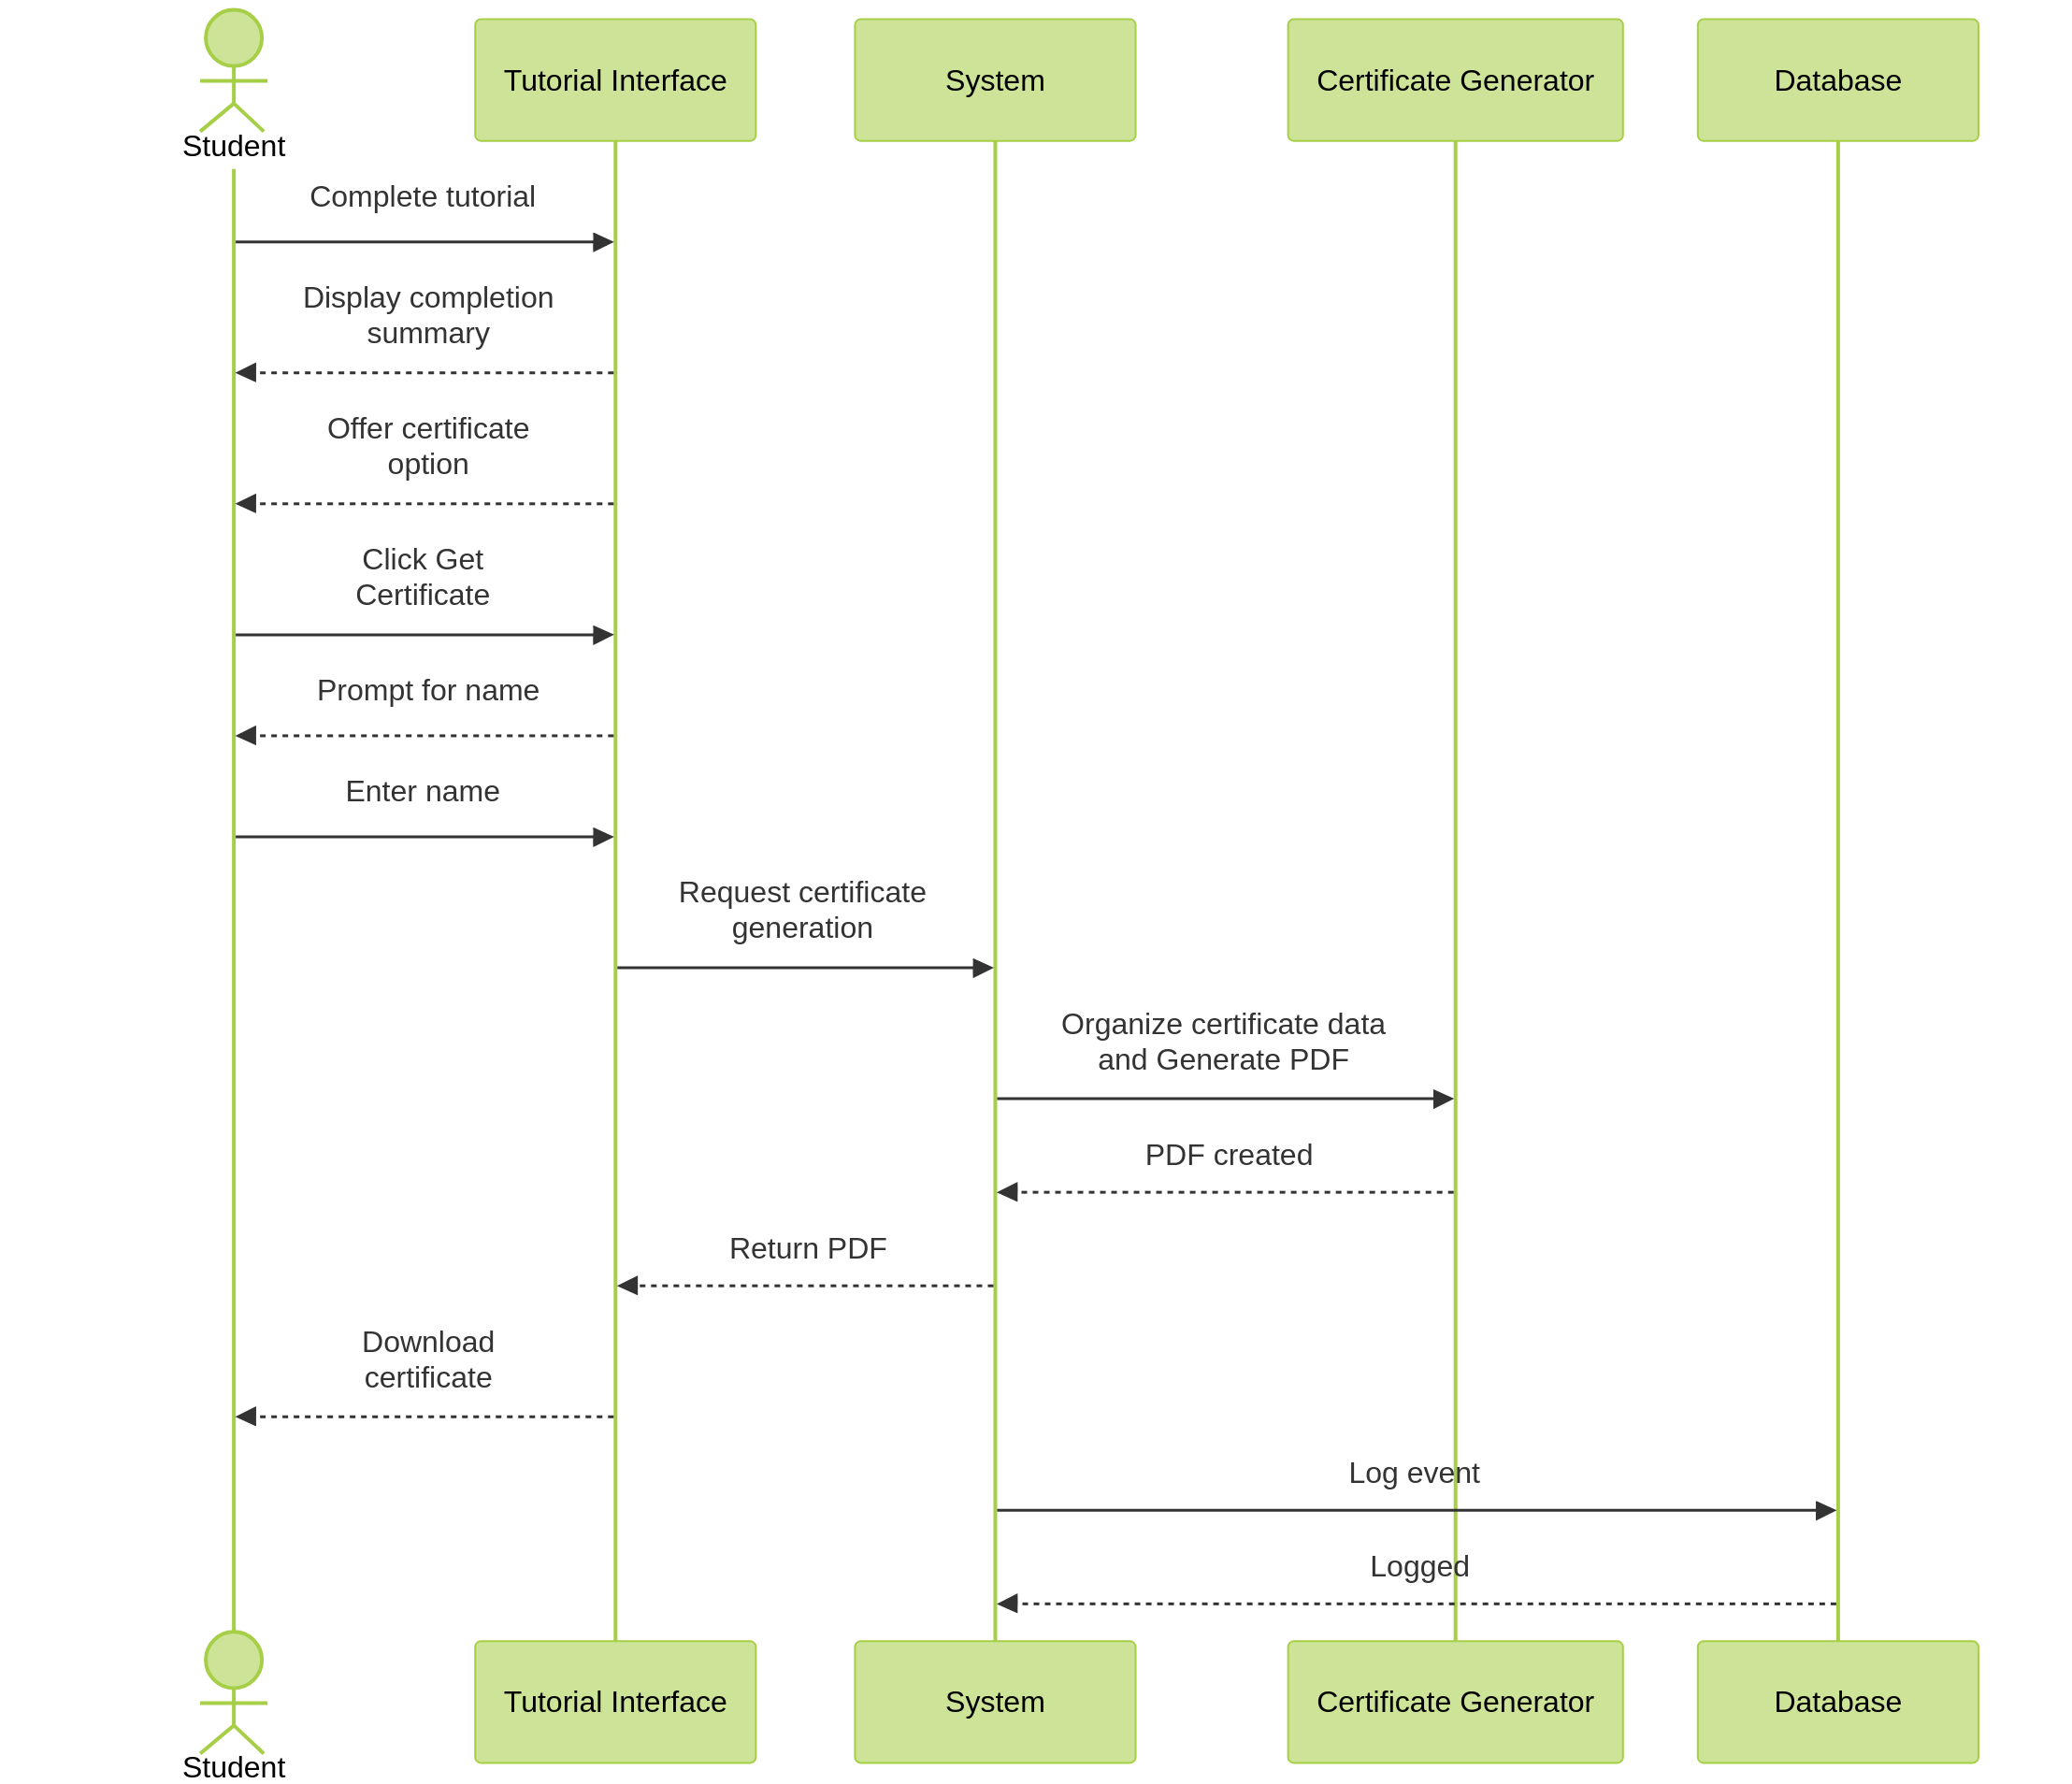 Student
Tutorial Interface
System
Certificate Generator
Database
Complete tutorial
Display completion
summary
Offer certificate
option
Click Get
Certificate
Prompt for name
Enter name
Request certificate
generation
Organize certificate data
and Generate PDF
PDF created
Return PDF
Download
certificate
Log event
Logged
Student
Tutorial Interface
System
Certificate Generator
Database